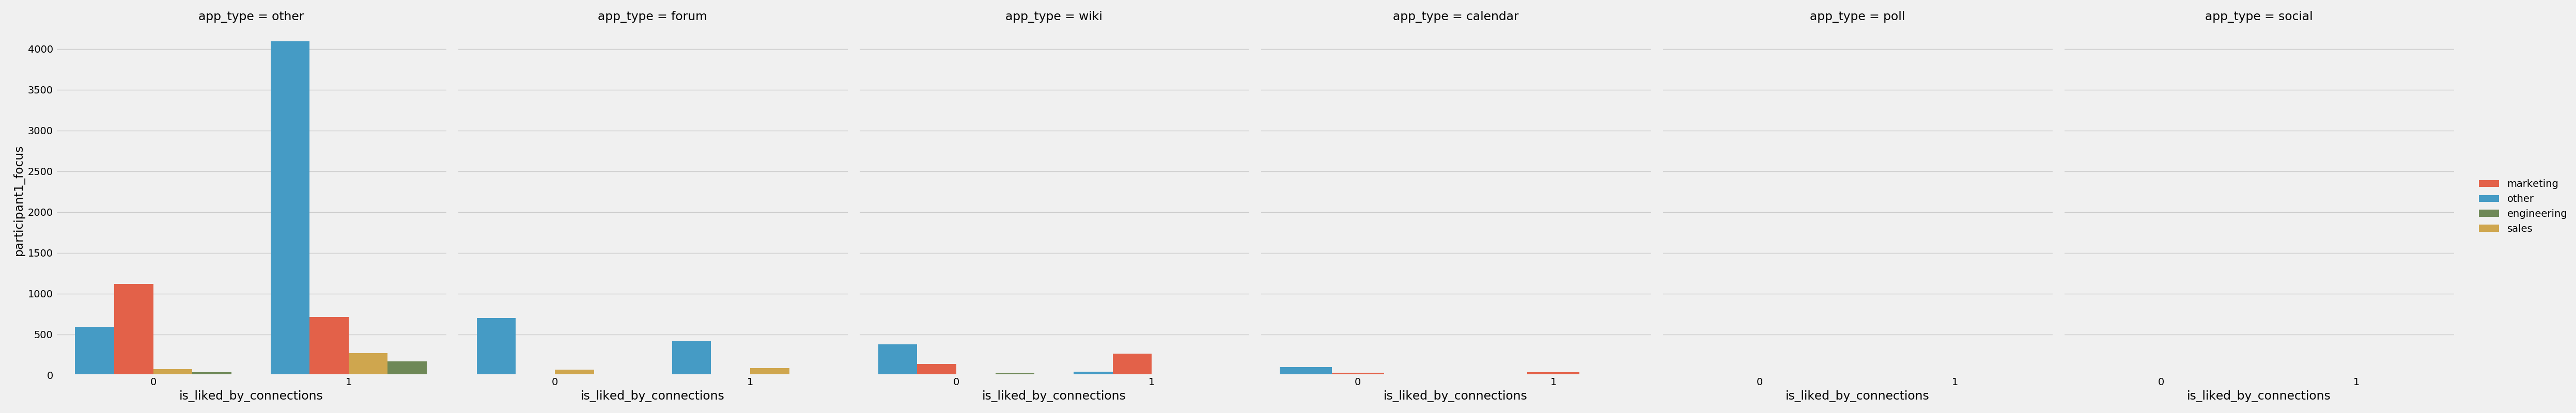 app_type = other
app_type = forum
app_type = wiki
app_type = calendar
app_type = poll
app_type = social
participant1_focus
4000
3500
3000
2500
2000
1500
1000
500
0
0 1
0 1
0 1
0 1
0 1
0 1
is_liked_by_connections
is_liked_by_connections
is_liked_by_connections
is_liked_by_connections
is_liked_by_connections
is_liked_by_connections
marketing
other
engineering
sales